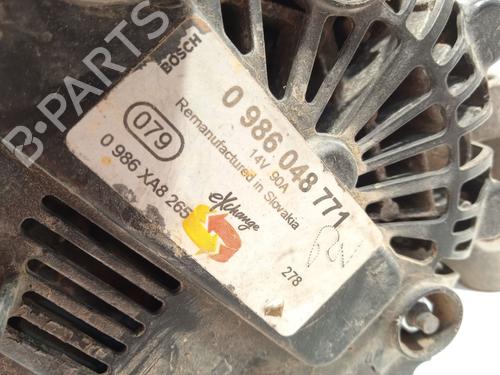 BOSCH
0 986 048 771
14V 90A
Remanufactured in Slovakia
079
0 986 XA8 265
eXchange
278
B-PARTS